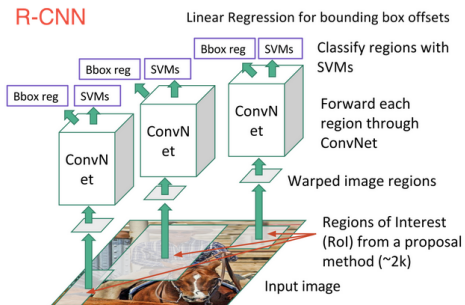 R-CNN
Linear Regression for bounding box offsets
Bbox reg
SVMs
Classify regions with
SVMs
Bbox reg
SVMs
Bbox reg
SVMs
Forward each
region through
ConvNet
ConvN
et
ConvN
et
ConvN
et
Warped image regions
Regions of Interest
(RoI) from a proposal
method (~2k)
Input image